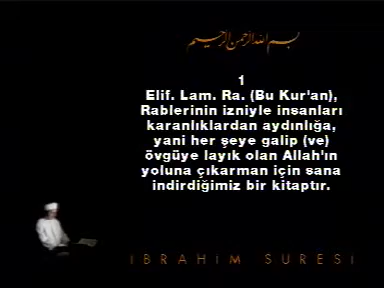 بسم الله الرحمن الرحيم
1
Elif. Lam. Ra. (Bu Kur'an),
Rablerinin izniyle insanları
karanlıklardan aydınlığa,
yani her şeye galip (ve)
övgüye layık olan Allah'ın
yoluna çıkarman için sana
indirdiğimiz bir kitaptır.
İBRAHİM SURESİ